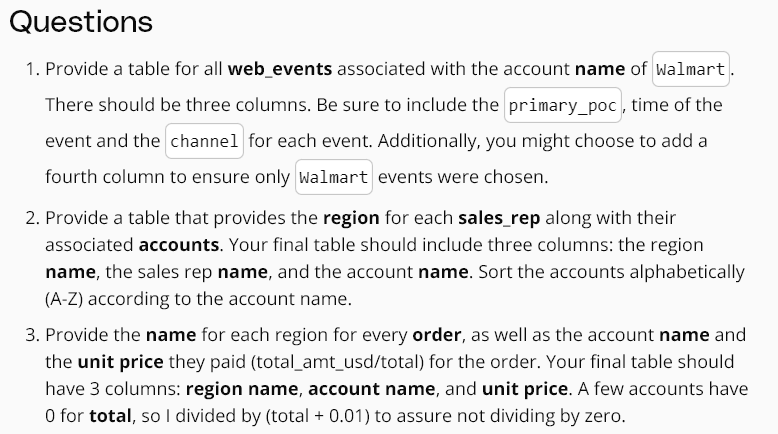 Questions
1. Provide a table for all web_events associated with the account name of Walmart.
There should be three columns. Be sure to include the primary_poc, time of the
event and the channel for each event. Additionally, you might choose to add a
fourth column to ensure only Walmart events were chosen.
2. Provide a table that provides the region for each sales_rep along with their
associated accounts. Your final table should include three columns: the region
name, the sales rep name, and the account name. Sort the accounts alphabetically
(A-Z) according to the account name.
3. Provide the name for each region for every order, as well as the account name and
the unit price they paid (total_amt_usd/total) for the order. Your final table should
have 3 columns: region name, account name, and unit price. A few accounts have
0 for total, so I divided by (total + 0.01) to assure not dividing by zero.